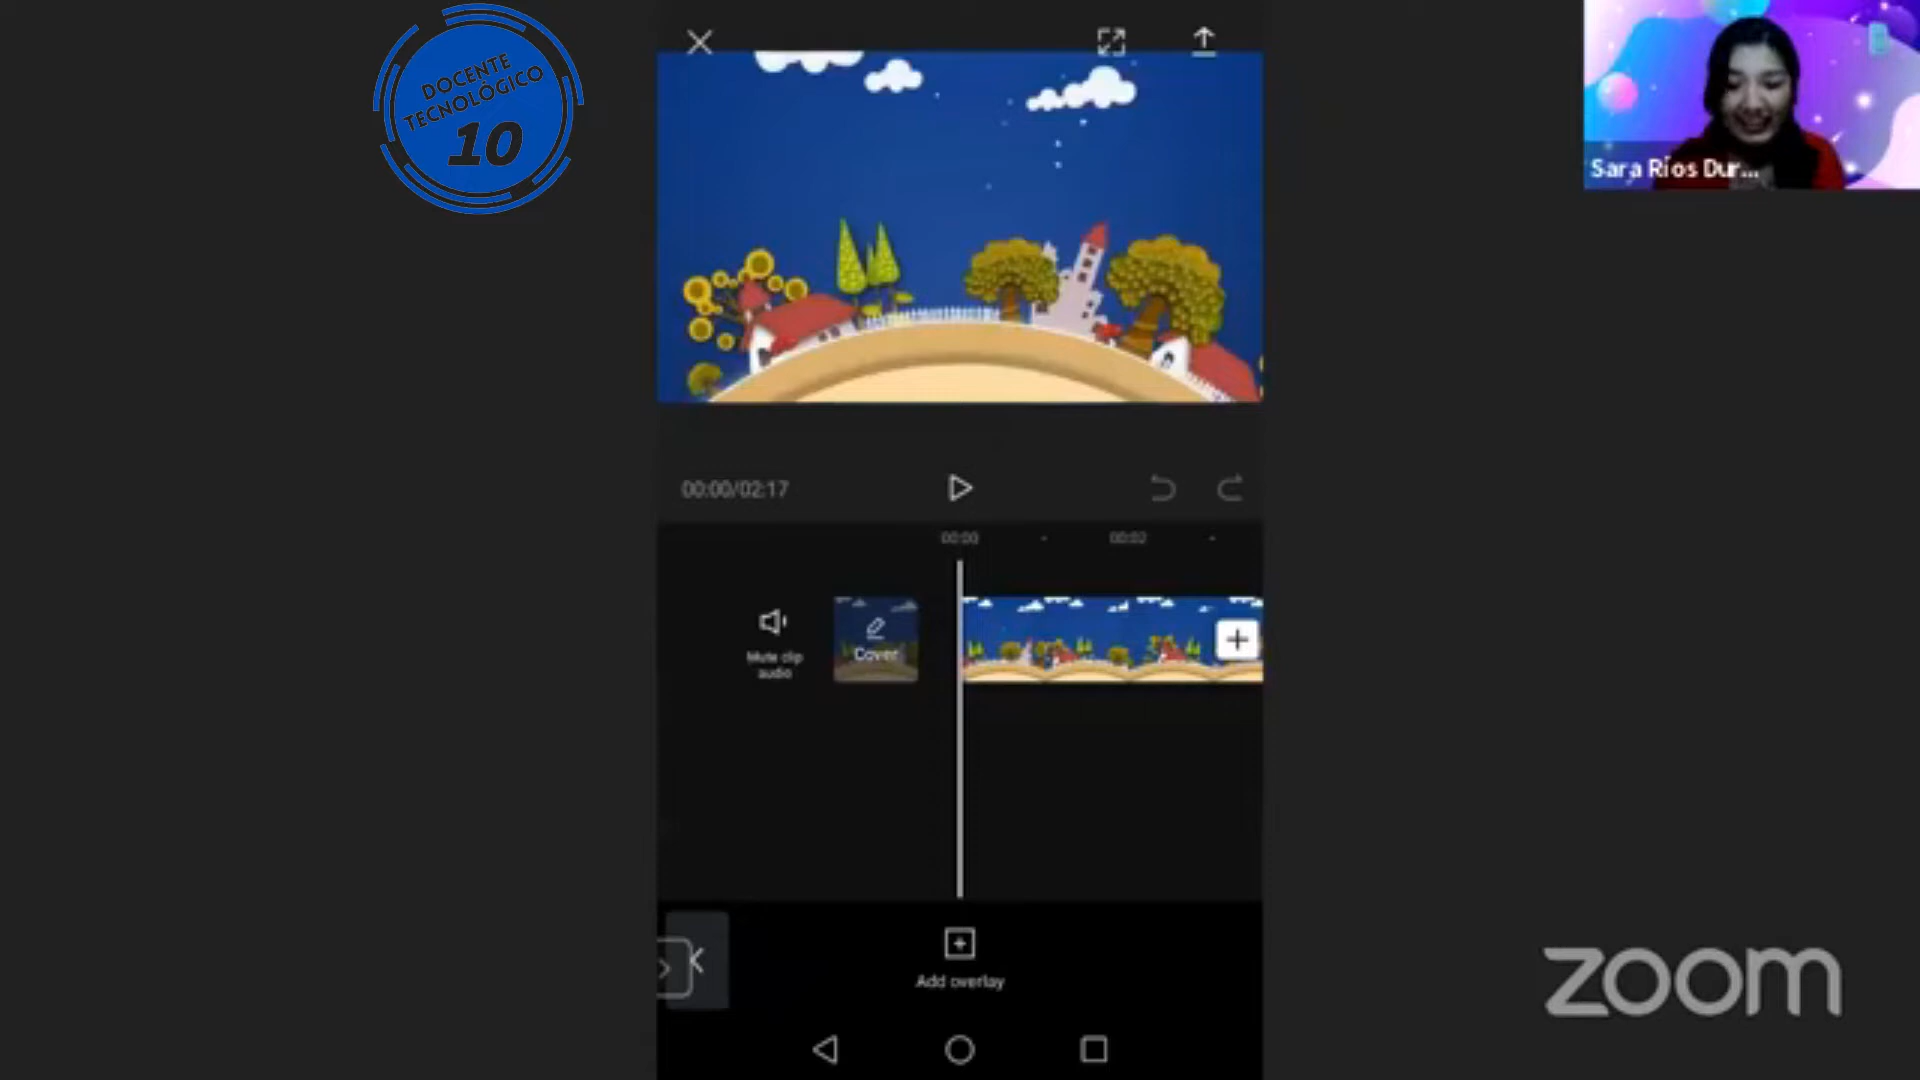 DOCENTE
TECNOLÓGICO
10
Sara Ríos Dur...
00:00/02:17
00:00
00:02
Mute clip
audio
Cover
Add overlay
zoom